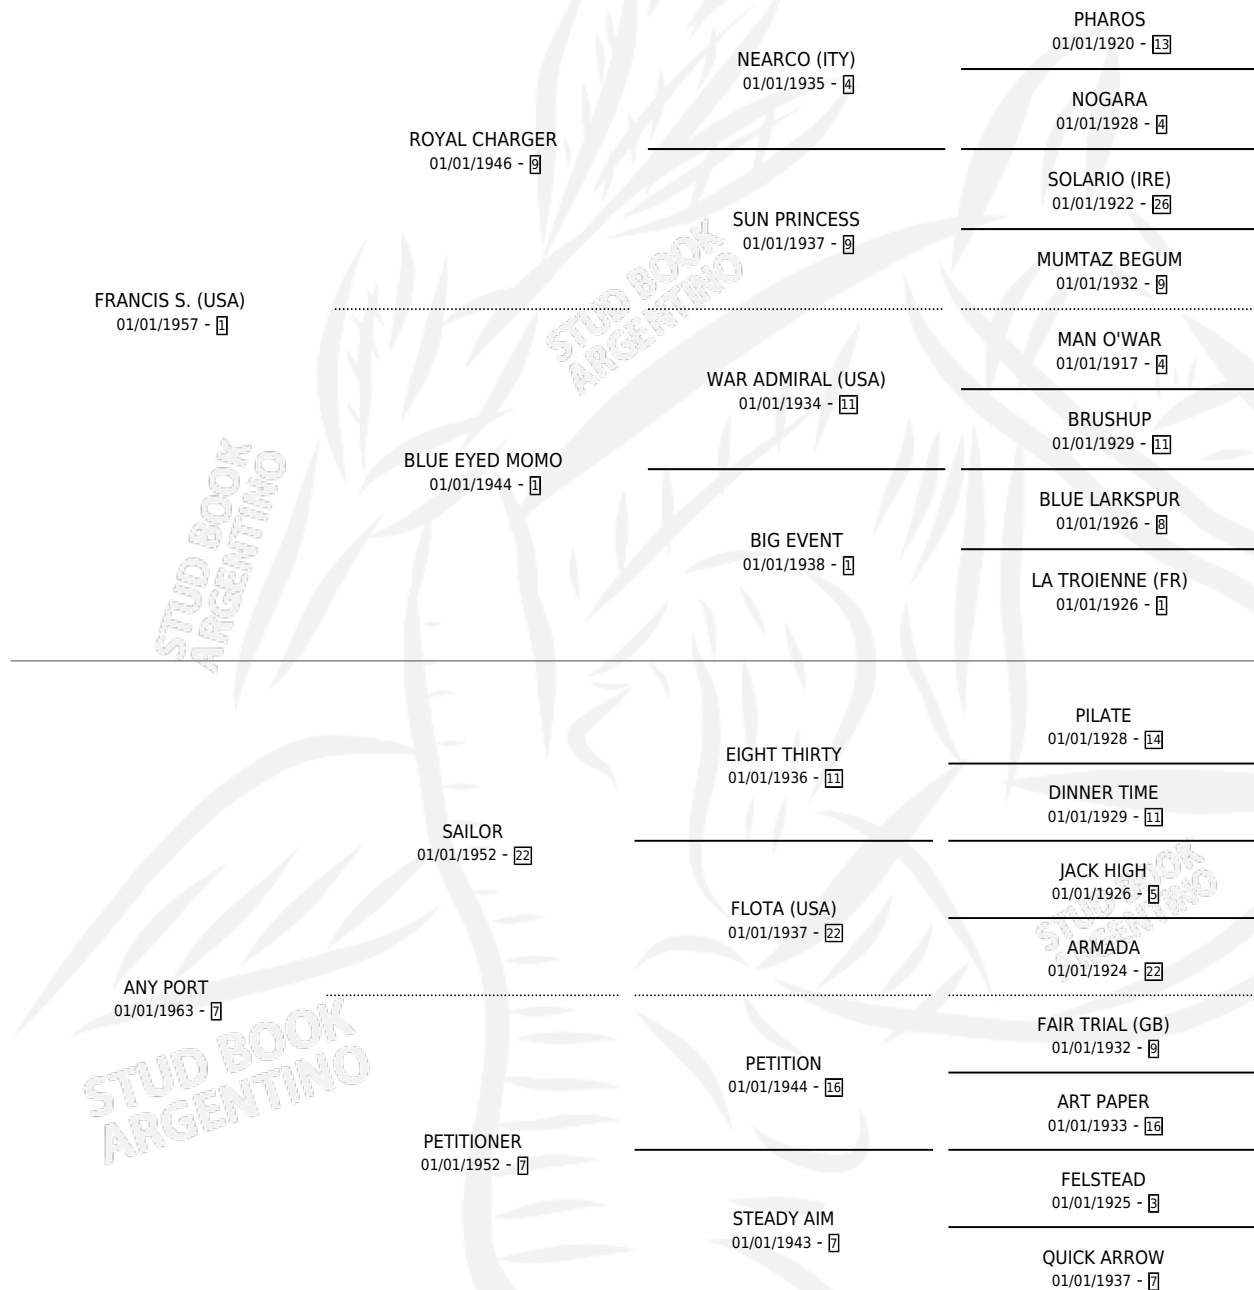 PHAROS
01/01/1920 - 13
NEARCO (ITY)
01/01/1935 - 4
NOGARA
01/01/1928 - 4
ROYAL CHARGER
01/01/1946 - 9
SOLARIO (IRE)
01/01/1922 - 26
SUN PRINCESS
01/01/1937 - 9
MUMTAZ BEGUM
01/01/1932 - 9
FRANCIS S. (USA)
01/01/1957 - 1
STUD BOOK
ARGENTINO
MAN O'WAR
01/01/1917 - 4
WAR ADMIRAL (USA)
01/01/1934 - 11
BRUSHUP
01/01/1929 - 11
BLUE EYED MOMO
01/01/1944 - 1
BLUE LARKSPUR
01/01/1926 - 8
BIG EVENT
01/01/1938 - 1
LA TROIENNE (FR)
01/01/1926 - 1
STUD BOOK
ARGENTINO
PILATE
01/01/1928 - 14
EIGHT THIRTY
01/01/1936 - 11
DINNER TIME
01/01/1929 - 11
SAILOR
01/01/1952 - 22
JACK HIGH
01/01/1926 - 5
FLOTA (USA)
01/01/1937 - 22
ARMADA
01/01/1924 - 22
STUD BOOK
ARGENTINO
ANY PORT
01/01/1963 - 7
FAIR TRIAL (GB)
01/01/1932 - 9
PETITION
01/01/1944 - 16
ART PAPER
01/01/1933 - 16
STUD BOOK
ARGENTINO
PETITIONER
01/01/1952 - 7
FELSTEAD
01/01/1925 - 3
STEADY AIM
01/01/1943 - 7
QUICK ARROW
01/01/1937 - 7